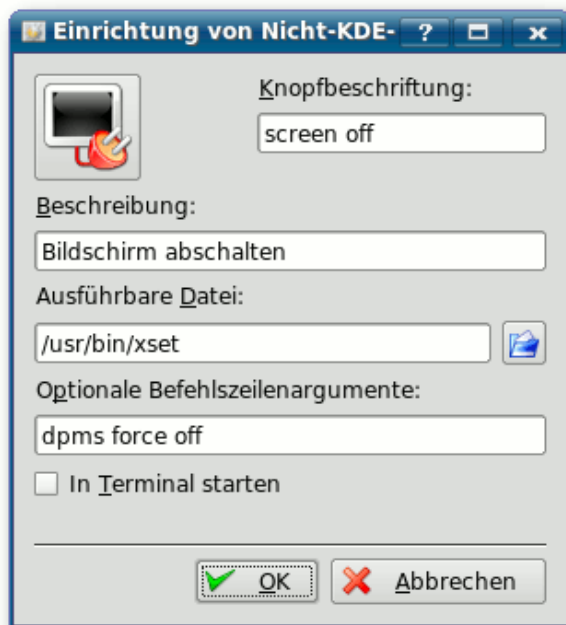 Einrichtung von Nicht-KDE- ?
Knopfbeschriftung:
screen off
Beschreibung:
Bildschirm abschalten
Ausführbare Datei:
/usr/bin/xset
Optionale Befehlszeilenargumente:
dpms force off
In Terminal starten
OK Abbrechen